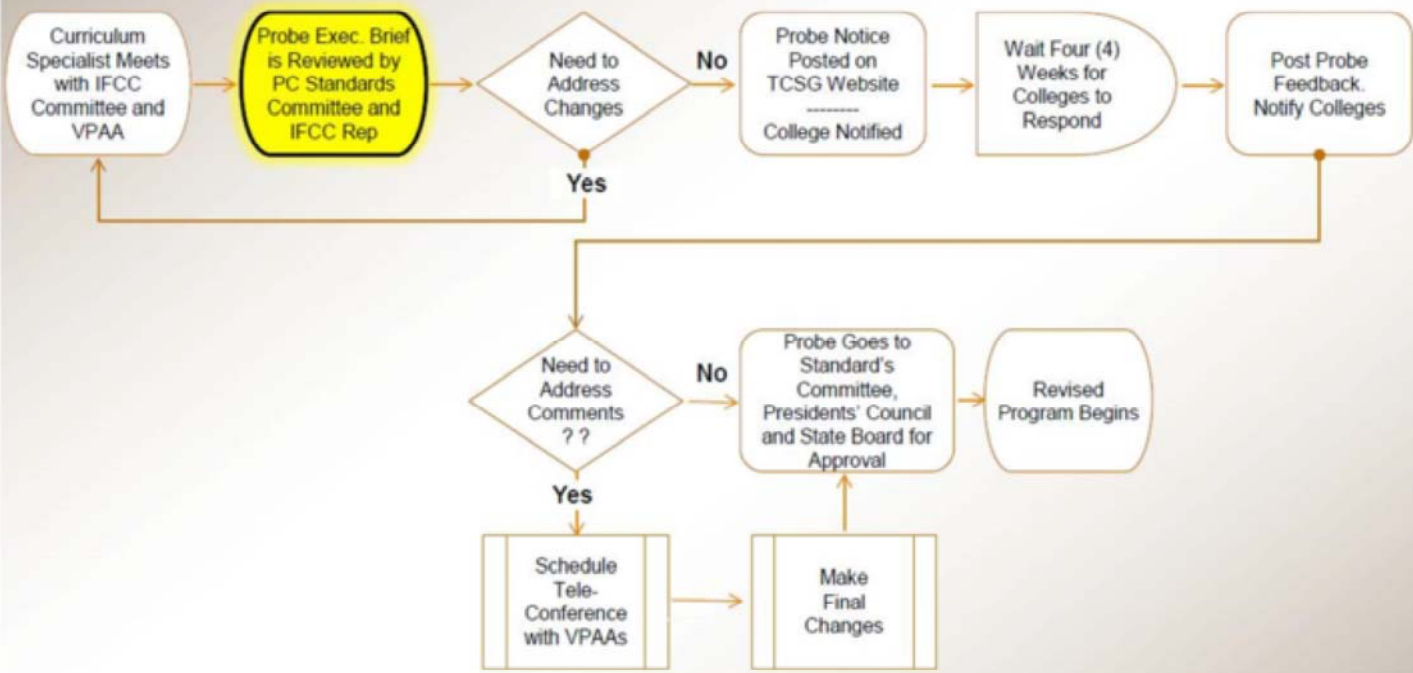 Curriculum
Specialist Meets
with IFCC
Committee and
VPAA
Probe Exec. Brief
is Reviewed by
PC Standards
Committee and
IFCC Rep
Need to
Address
Changes
No
Yes
Probe Notice
Posted on
TCSG Website
--------
College Notified
Wait Four (4)
Weeks for
Colleges to
Respond
Post Probe
Feedback.
Notify Colleges
Need to
Address
Comments
? ?
No
Yes
Probe Goes to
Standard's
Committee,
Presidents' Council
and State Board for
Approval
Revised
Program Begins
Schedule
Tele-
Conference
with VPAAs
Make
Final
Changes